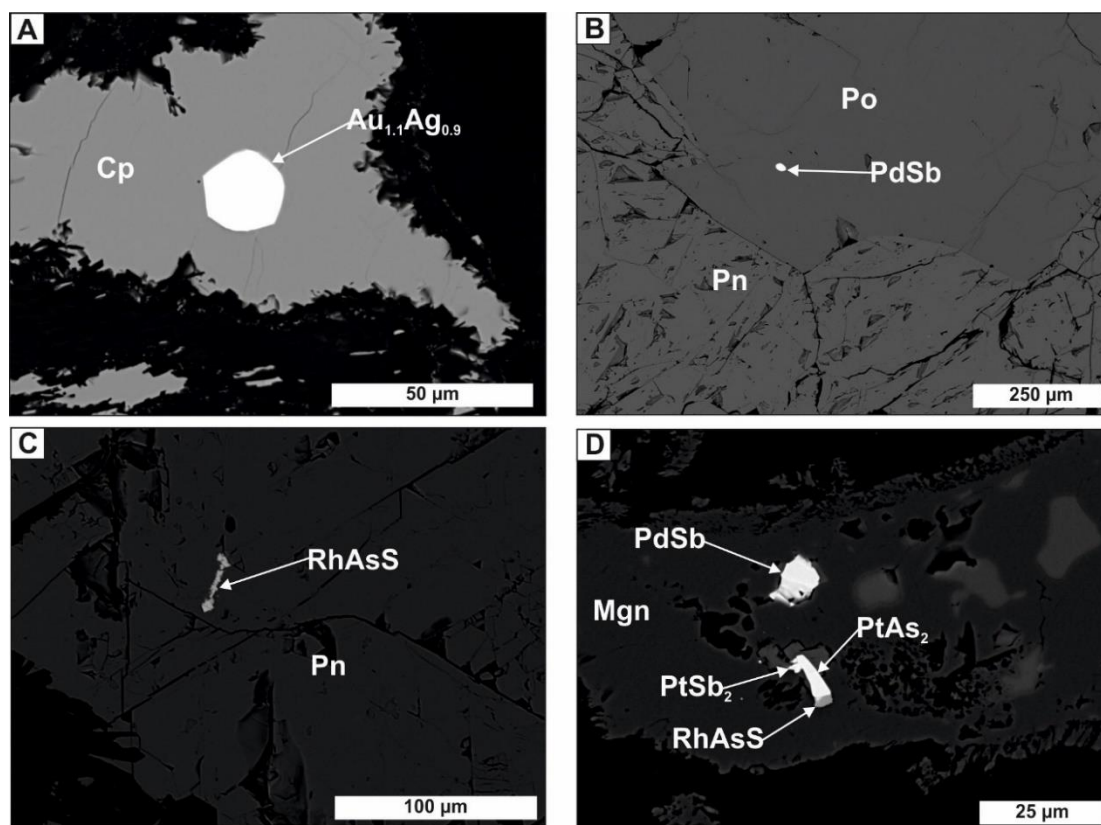 A
Au₁.₁Ag₀.₉
Cp
50 µm
B
Po
PdSb
Pn
250 µm
C
RhAsS
Pn
100 µm
D
PdSb
Mgn
PtAs₂
PtSb₂
RhAsS
25 µm